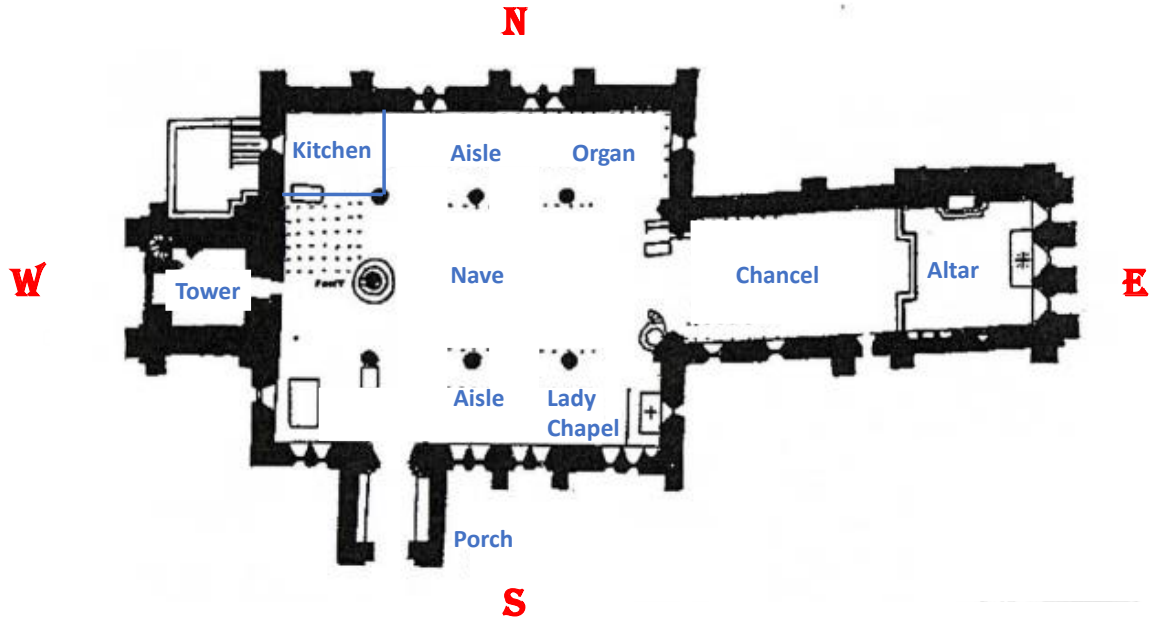 N
Kitchen
Aisle
Organ
W
Tower
FONT
Nave
Chancel
Altar
E
Aisle
Lady
Chapel
Porch
S